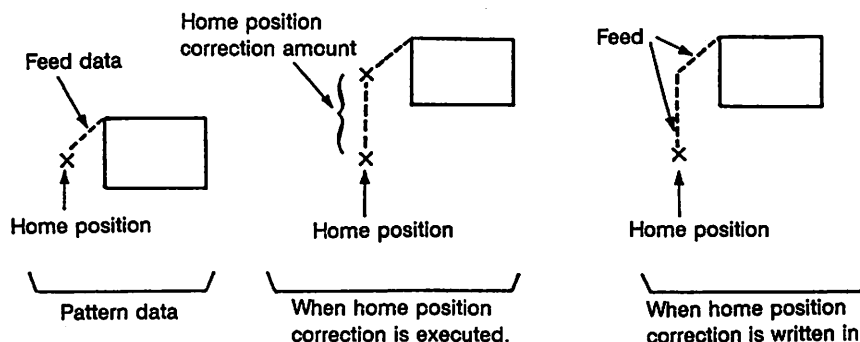 Feed data
Home position
Pattern data
Home position
correction amount
Home position
When home position
correction is executed.
Feed
Home position
When home position
correction is written in